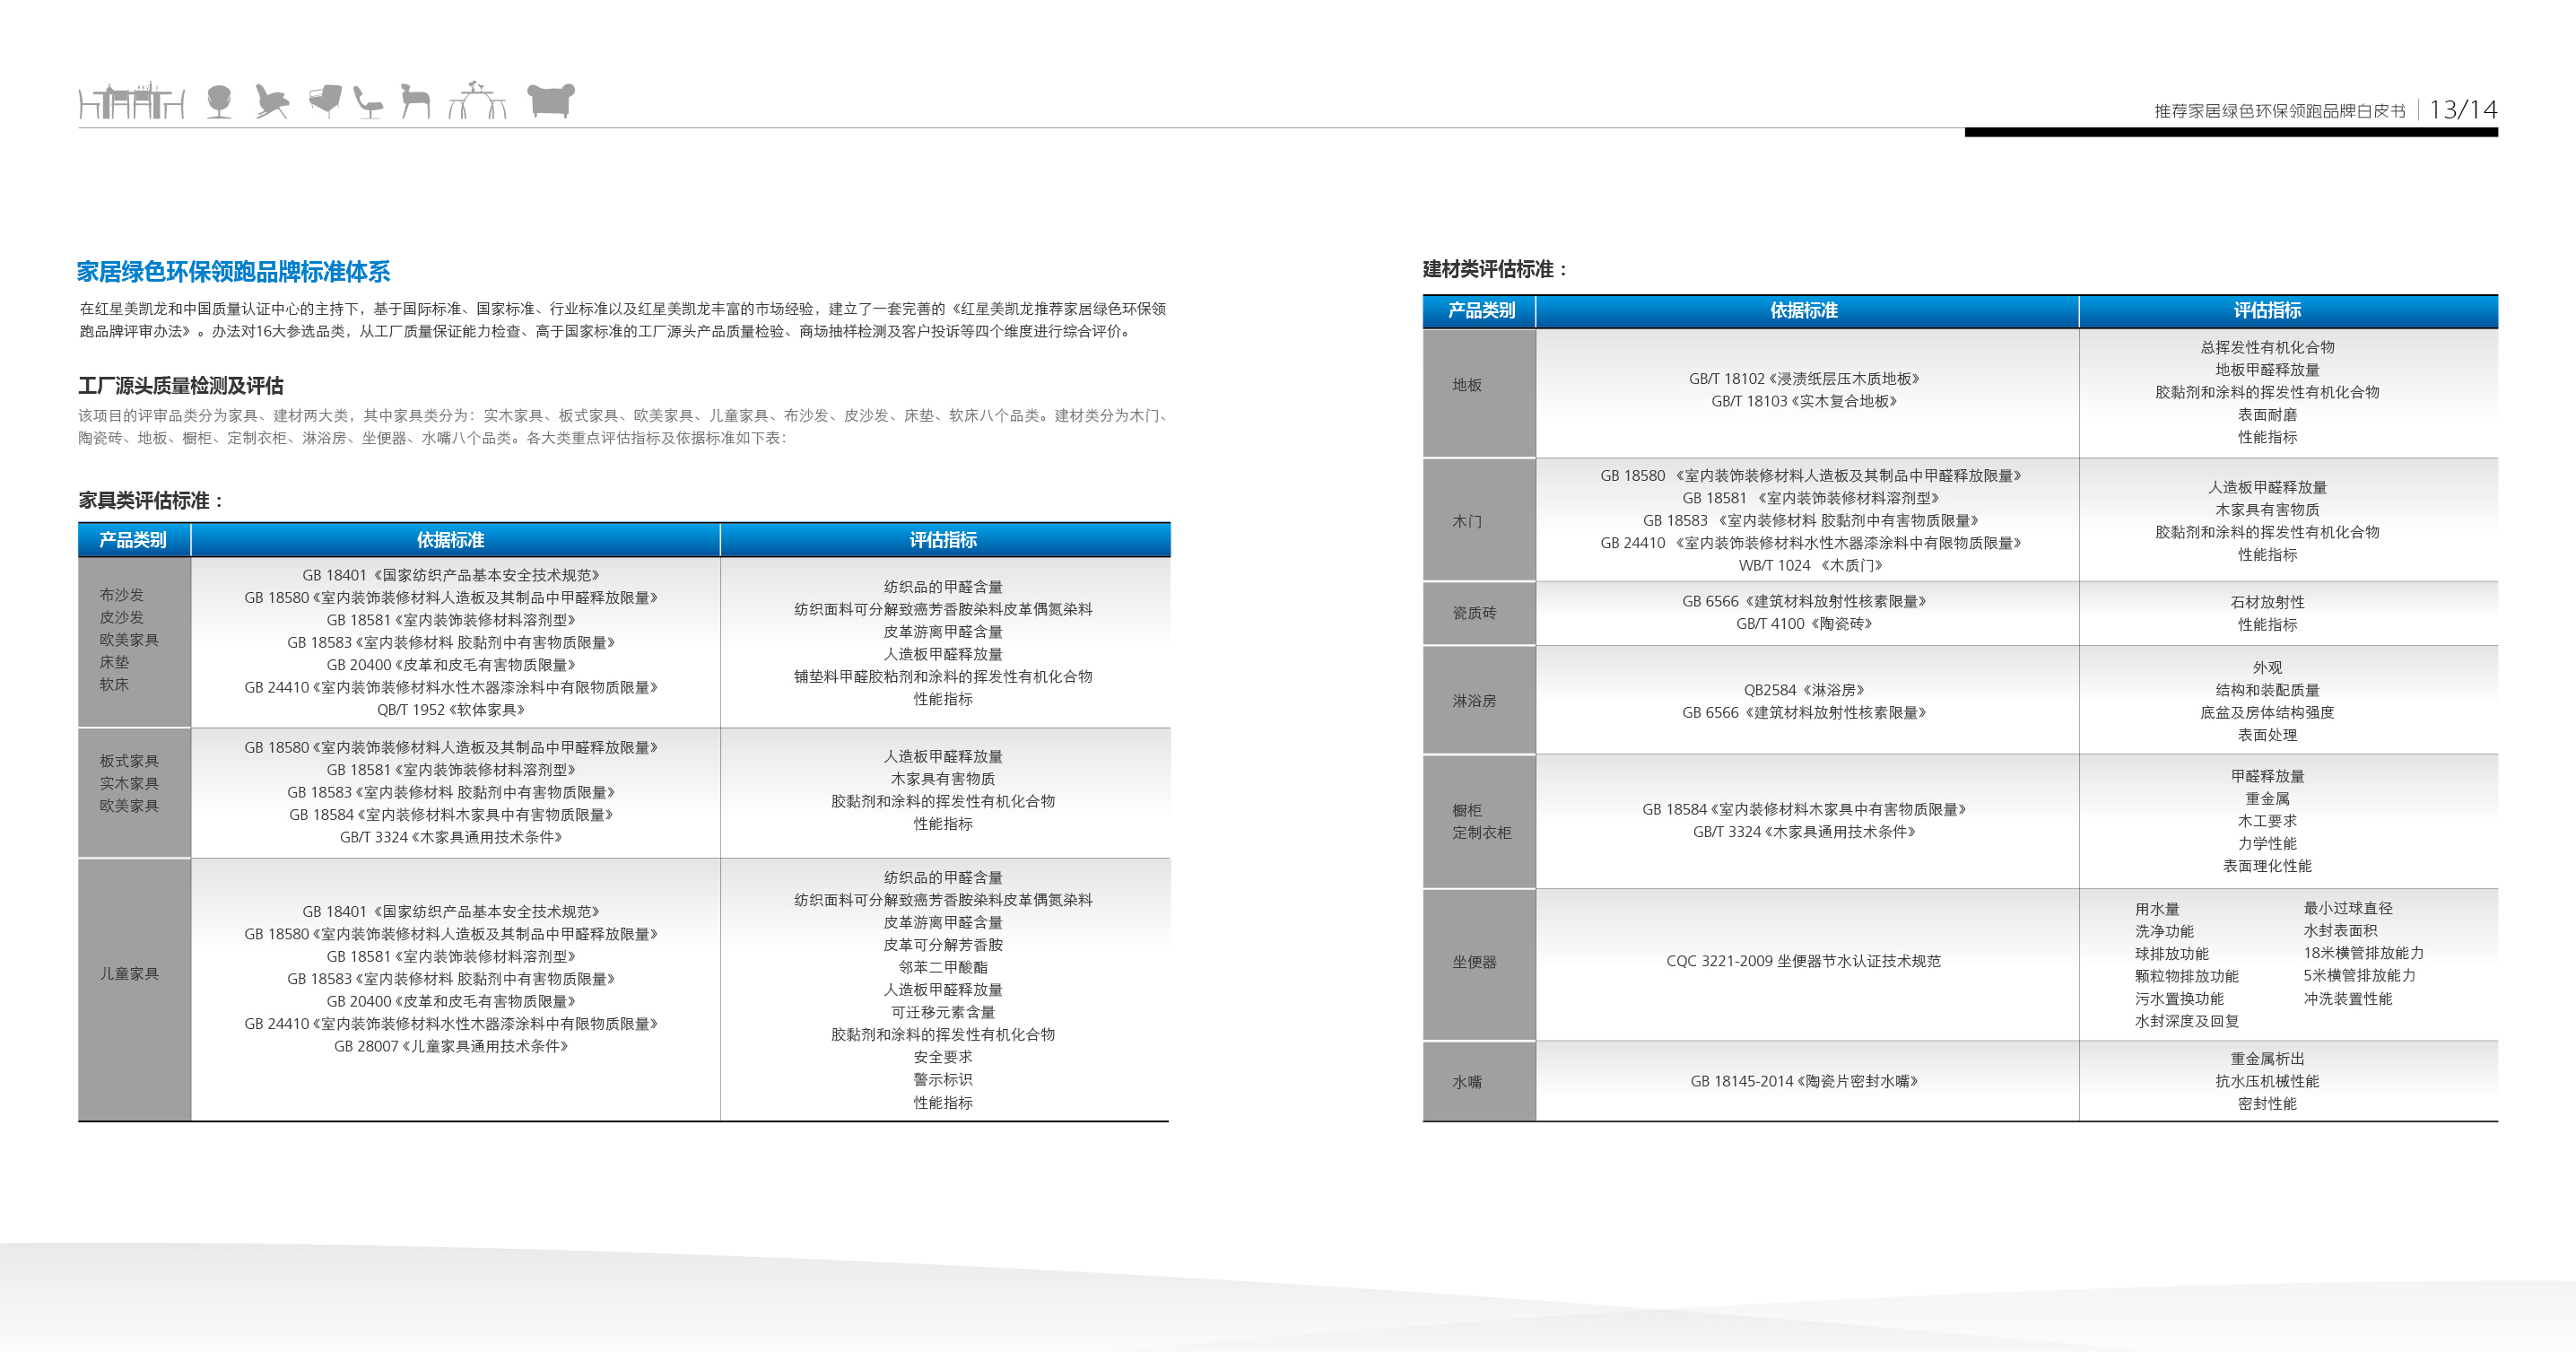 推荐家居绿色环保领跑品牌白皮书 13/14
家居绿色环保领跑品牌标准体系
在红星美凯龙和中国质量认证中心的主持下，基于国际标准、国家标准、行业标准以及红星美凯龙丰富的市场经验，建立了一套完善的《红星美凯龙推荐家居绿色环保领
跑品牌评审办法》。办法对16大参选品类，从工厂质量保证能力检查、高于国家标准的工厂源头产品质量检验、商场抽样检测及客户投诉等四个维度进行综合评价。
工厂源头质量检测及评估
该项目的评审品类分为家具、建材两大类，其中家具类分为：实木家具、板式家具、欧美家具、儿童家具、布沙发、皮沙发、床垫、软床八个品类。建材类分为木门、
陶瓷砖、地板、橱柜、定制衣柜、淋浴房、坐便器、水嘴八个品类。各大类重点评估指标及依据标准如下表：
家具类评估标准：
产品类别 依据标准 评估指标
布沙发
皮沙发
欧美家具
床垫
软床
GB 18401《国家纺织产品基本安全技术规范》
GB 18580《室内装饰装修材料人造板及其制品中甲醛释放限量》
GB 18581《室内装饰装修材料溶剂型》
GB 18583《室内装修材料 胶黏剂中有害物质限量》
GB 20400《皮革和皮毛有害物质限量》
GB 24410《室内装饰装修材料水性木器漆涂料中有限物质限量》
QB/T 1952《软体家具》
纺织品的甲醛含量
纺织面料可分解致癌芳香胺染料皮革偶氮染料
皮革游离甲醛含量
人造板甲醛释放量
铺垫料甲醛胶粘剂和涂料的挥发性有机化合物
性能指标
板式家具
实木家具
欧美家具
GB 18580《室内装饰装修材料人造板及其制品中甲醛释放限量》
GB 18581《室内装饰装修材料溶剂型》
GB 18583《室内装修材料 胶黏剂中有害物质限量》
GB 18584《室内装修材料木家具中有害物质限量》
GB/T 3324《木家具通用技术条件》
人造板甲醛释放量
木家具有害物质
胶黏剂和涂料的挥发性有机化合物
性能指标
儿童家具
GB 18401《国家纺织产品基本安全技术规范》
GB 18580《室内装饰装修材料人造板及其制品中甲醛释放限量》
GB 18581《室内装饰装修材料溶剂型》
GB 18583《室内装修材料 胶黏剂中有害物质限量》
GB 20400《皮革和皮毛有害物质限量》
GB 24410《室内装饰装修材料水性木器漆涂料中有限物质限量》
GB 28007《儿童家具通用技术条件》
纺织品的甲醛含量
纺织面料可分解致癌芳香胺染料皮革偶氮染料
皮革游离甲醛含量
皮革可分解芳香胺
邻苯二甲酸酯
人造板甲醛释放量
可迁移元素含量
胶黏剂和涂料的挥发性有机化合物
安全要求
警示标识
性能指标
建材类评估标准：
产品类别 依据标准 评估指标
地板
GB/T 18102《浸渍纸层压木质地板》
GB/T 18103《实木复合地板》
总挥发性有机化合物
地板甲醛释放量
胶黏剂和涂料的挥发性有机化合物
表面耐磨
性能指标
木门
GB 18580 《室内装饰装修材料人造板及其制品中甲醛释放限量》
GB 18581 《室内装饰装修材料溶剂型》
GB 18583 《室内装修材料 胶黏剂中有害物质限量》
GB 24410 《室内装饰装修材料水性木器漆涂料中有限物质限量》
WB/T 1024 《木质门》
人造板甲醛释放量
木家具有害物质
胶黏剂和涂料的挥发性有机化合物
性能指标
瓷质砖
GB 6566《建筑材料放射性核素限量》
GB/T 4100《陶瓷砖》
石材放射性
性能指标
淋浴房
QB2584《淋浴房》
GB 6566《建筑材料放射性核素限量》
外观
结构和装配质量
底盆及房体结构强度
表面处理
橱柜
定制衣柜
GB 18584《室内装修材料木家具中有害物质限量》
GB/T 3324《木家具通用技术条件》
甲醛释放量
重金属
木工要求
力学性能
表面理化性能
坐便器
CQC 3221-2009 坐便器节水认证技术规范
用水量
洗净功能
球排放功能
颗粒物排放功能
污水置换功能
水封深度及回复
最小过球直径
水封表面积
18米横管排放能力
5米横管排放能力
冲洗装置性能
水嘴
GB 18145-2014《陶瓷片密封水嘴》
重金属析出
抗水压机械性能
密封性能